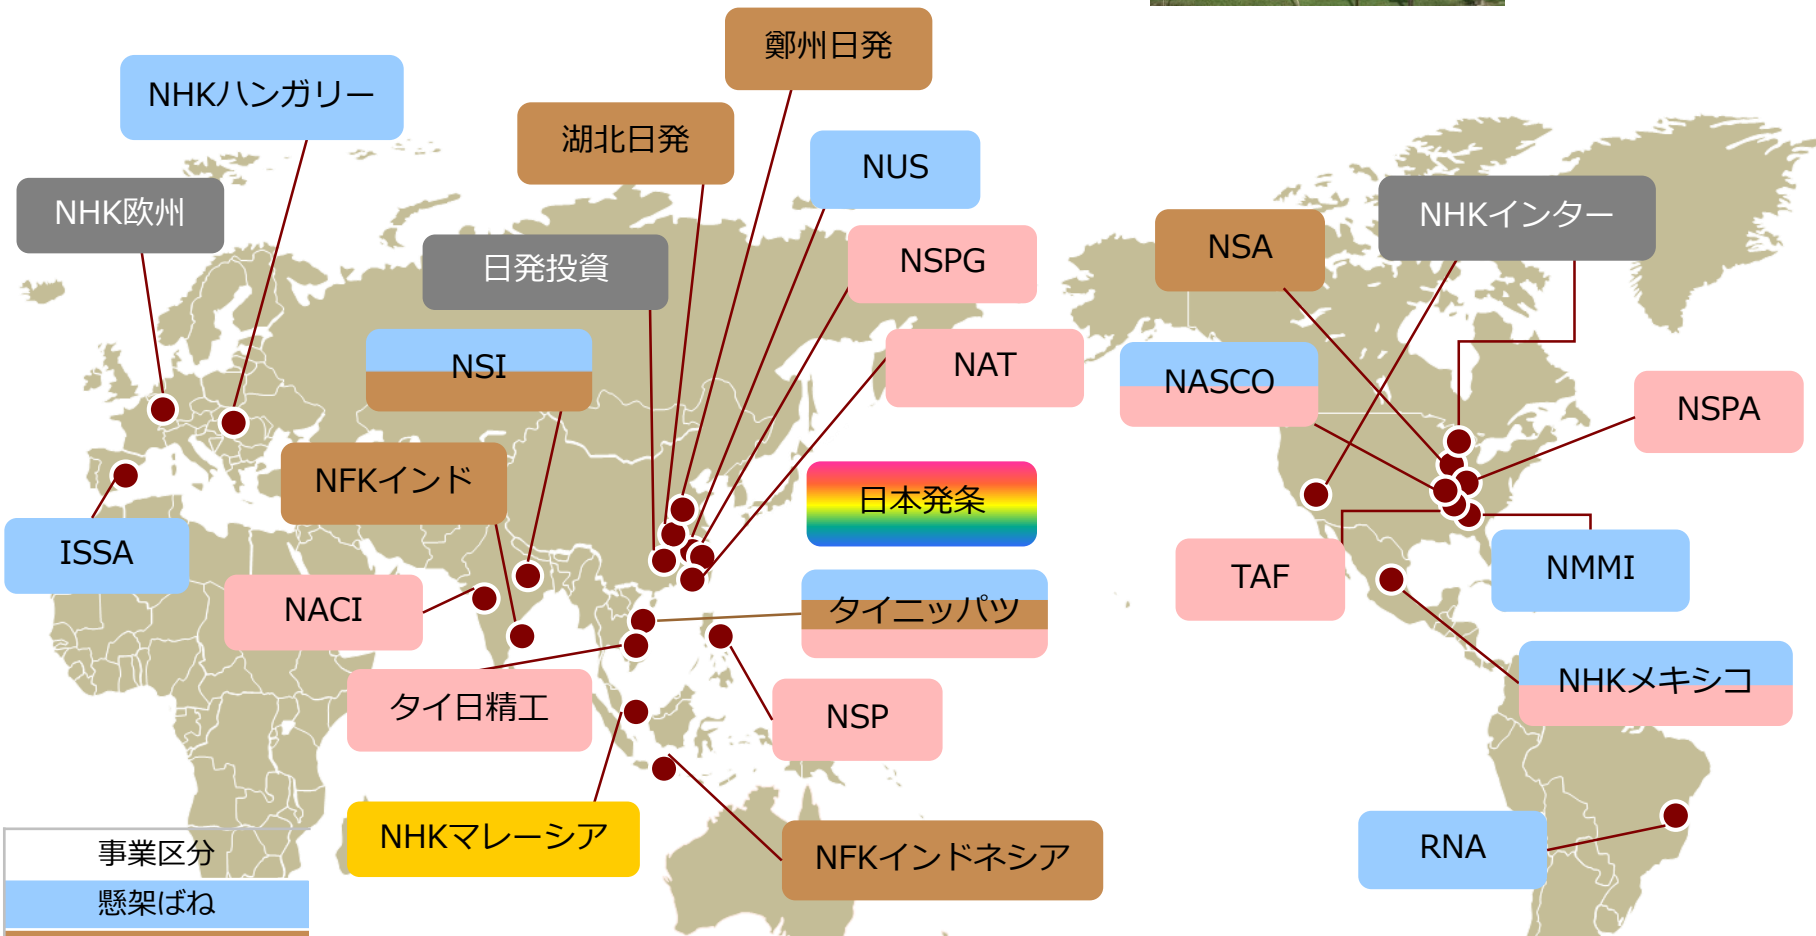 鄭州日発
NHKハンガリー
湖北日発
NUS
NHK欧州
NHKインター
NSA
NSPG
日発投資
NSI
NAT
NASCO
NSPA
NFKインド
日本発条
ISSA
NACI
タイニッパツ
TAF
NMMI
タイ日精工
NSP
NHKメキシコ
NHKマレーシア
NFKインドネシア
RNA
事業区分
懸架ばね